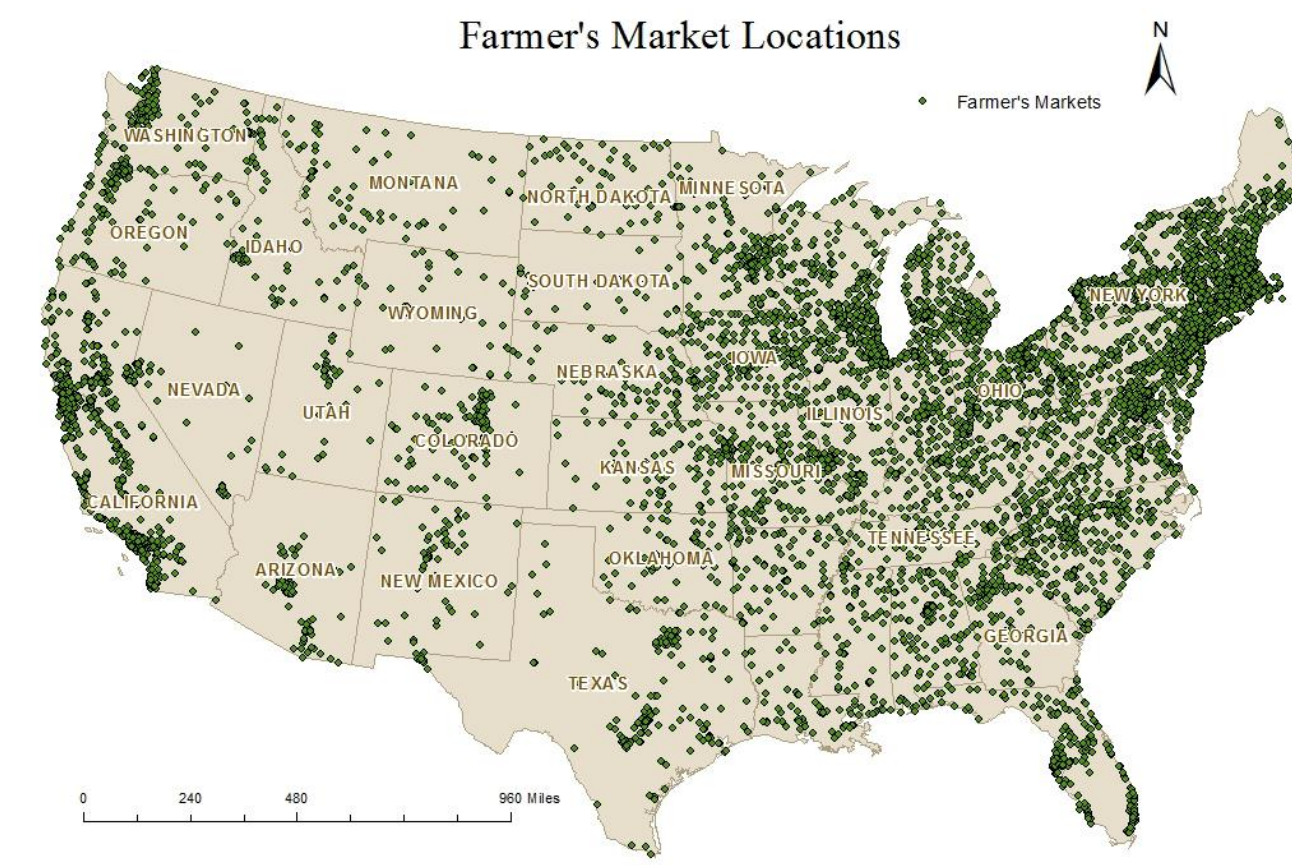 Farmer's Market Locations
N
Farmer's Markets
WASHINGTON
MONTANA
NORTH DAKOTA
MINNESOTA
OREGON
IDAHO
SOUTH DAKOTA
NEW YORK
WYOMING
IOWA
NEBRASKA
NEVADA
OHIO
UTAH
ILLINOIS
COLORADO
KANSAS
MISSOURI
CALIFORNIA
TENNESSEE
OKLAHOMA
ARIZONA
NEW MEXICO
GEORGIA
TEXAS
0 240 480 960 Miles